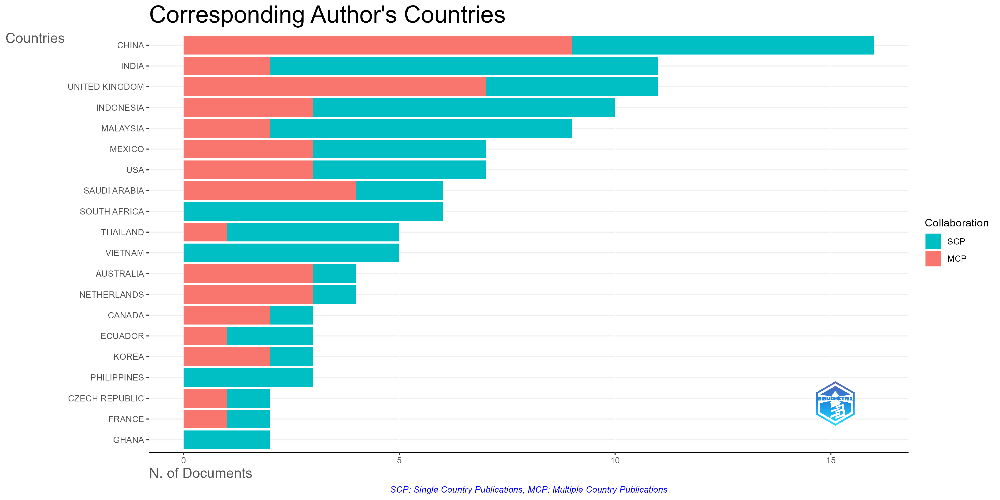 Corresponding Author's Countries
Countries
CHINA
INDIA
UNITED KINGDOM
INDONESIA
MALAYSIA
MEXICO
USA
SAUDI ARABIA
SOUTH AFRICA
THAILAND
VIETNAM
AUSTRALIA
NETHERLANDS
CANADA
ECUADOR
KOREA
PHILIPPINES
CZECH REPUBLIC
FRANCE
GHANA
0 5 10 15
N. of Documents
SCP: Single Country Publications, MCP: Multiple Country Publications
Collaboration
SCP
MCP
BIBLIOMETRIX